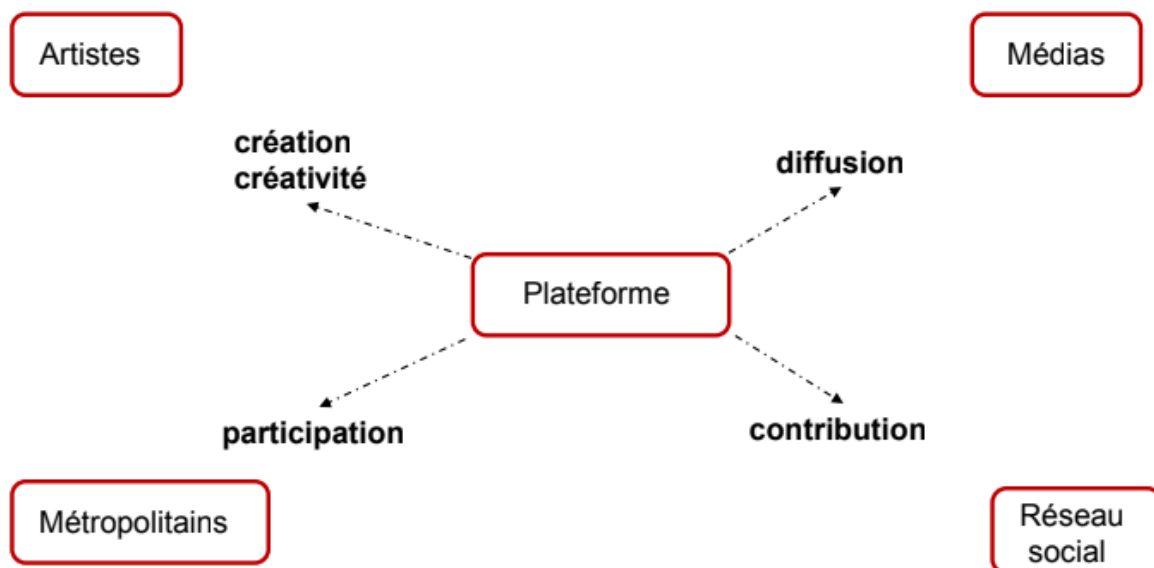 Artistes
Médias
création
créativité
diffusion
Plateforme
participation
contribution
Métropolitains
Réseau
social